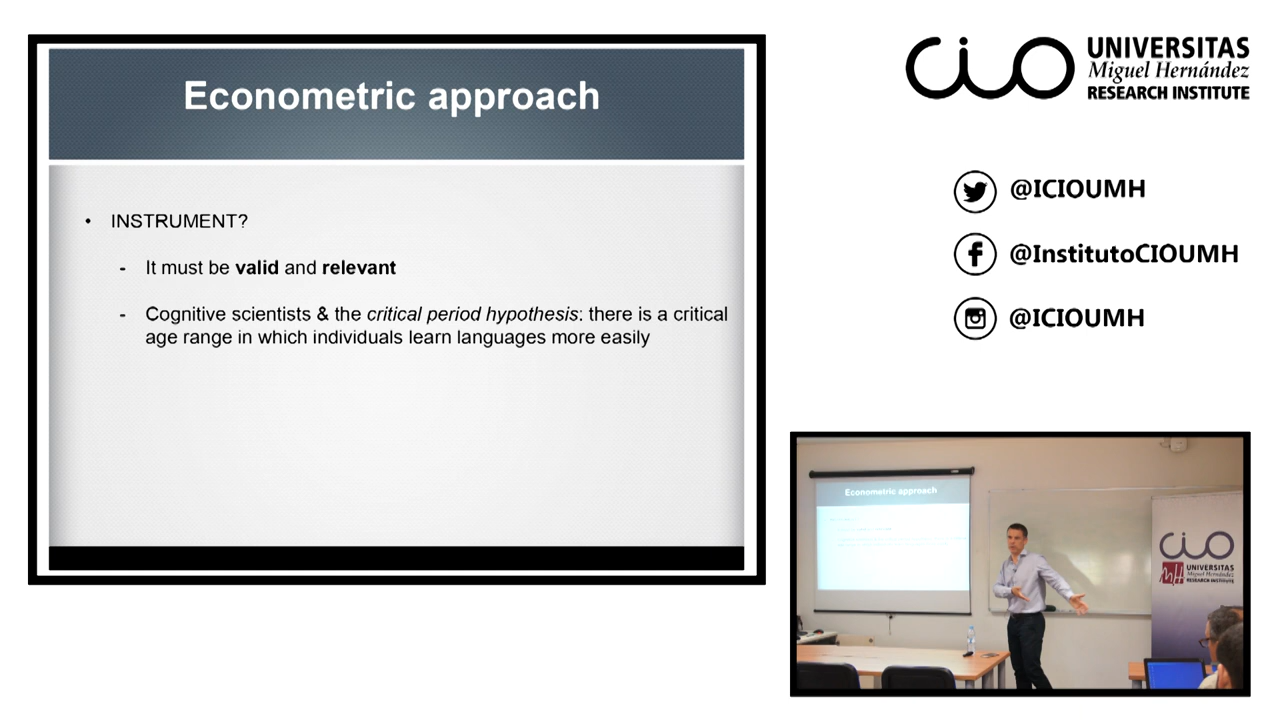 Econometric approach
• INSTRUMENT?
- It must be valid and relevant
- Cognitive scientists & the critical period hypothesis: there is a critical
age range in which individuals learn languages more easily
CIO
UNIVERSITAS
Miguel Hernández
RESEARCH INSTITUTE
@ICIOUMH
@InstitutoCIOUMH
@ICIOUMH
Econometric approach
CIO
UNIVERSITAS
Miguel Hernández
RESEARCH INSTITUTE